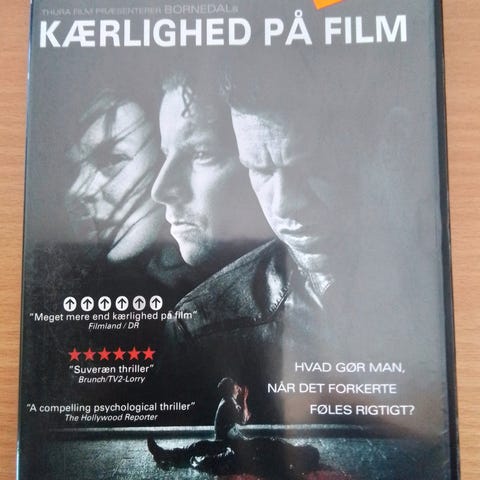 THURA FILM PRÆSENTERER BORNEDALS
KÆRLIGHED PÅ FILM
"Meget mere end kærlighed på film"
Filmland / DR
"Suveræn thriller"
Brunch/TV2-Lorry
"A compelling psychological thriller"
The Hollywood Reporter
HVAD GØR MAN,
NÅR DET FORKERTE
FØLES RIGTIGT?